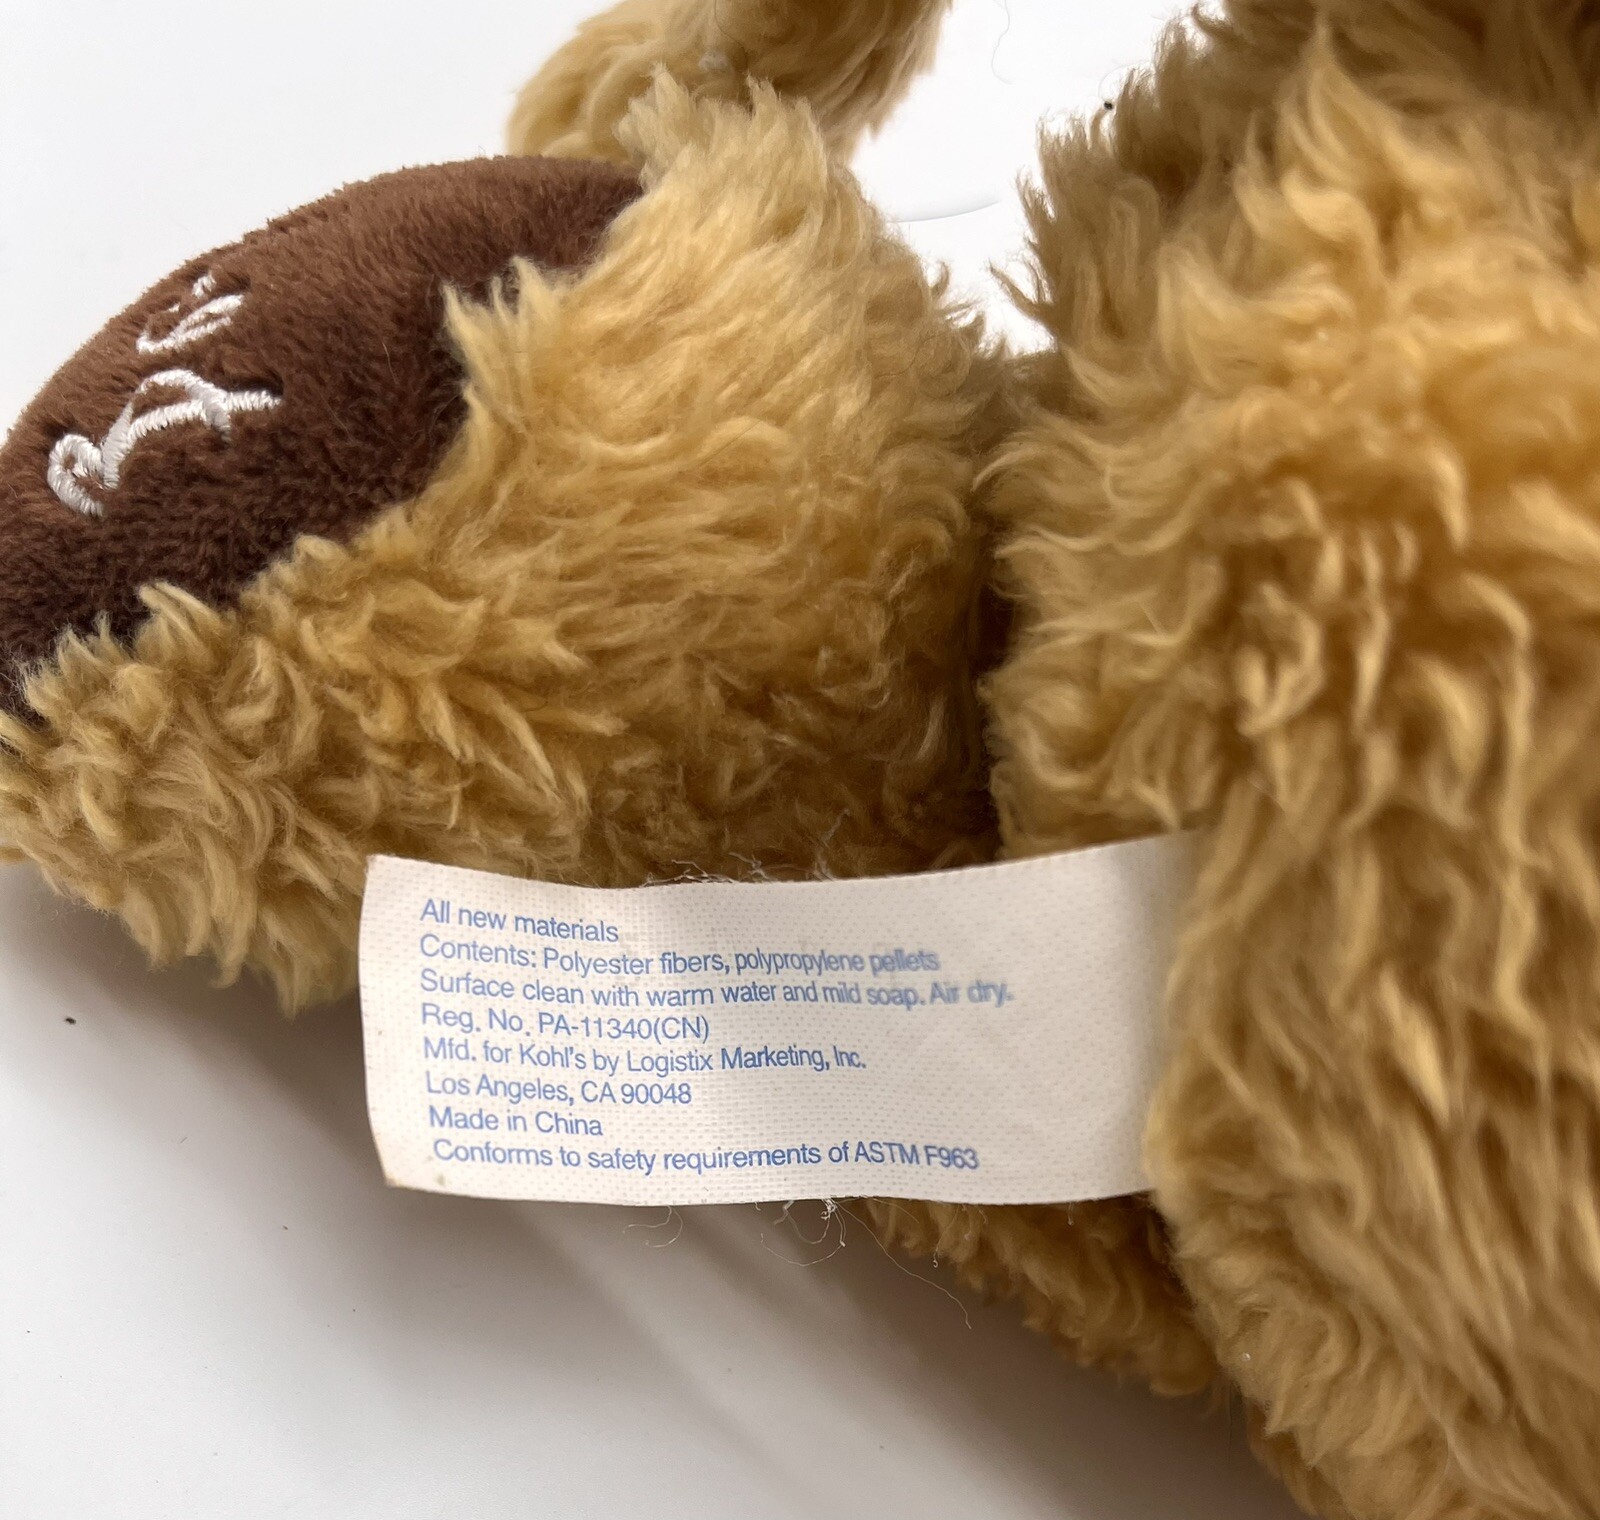 All new materials
Contents: Polyester fibers, polypropylene pellets
Surface clean with warm water and mild soap. Air dry.
Reg. No. PA-11340(CN)
Mfd. for Kohl's by Logistix Marketing, Inc.
Los Angeles, CA 90048
Made in China
Conforms to safety requirements of ASTM F963